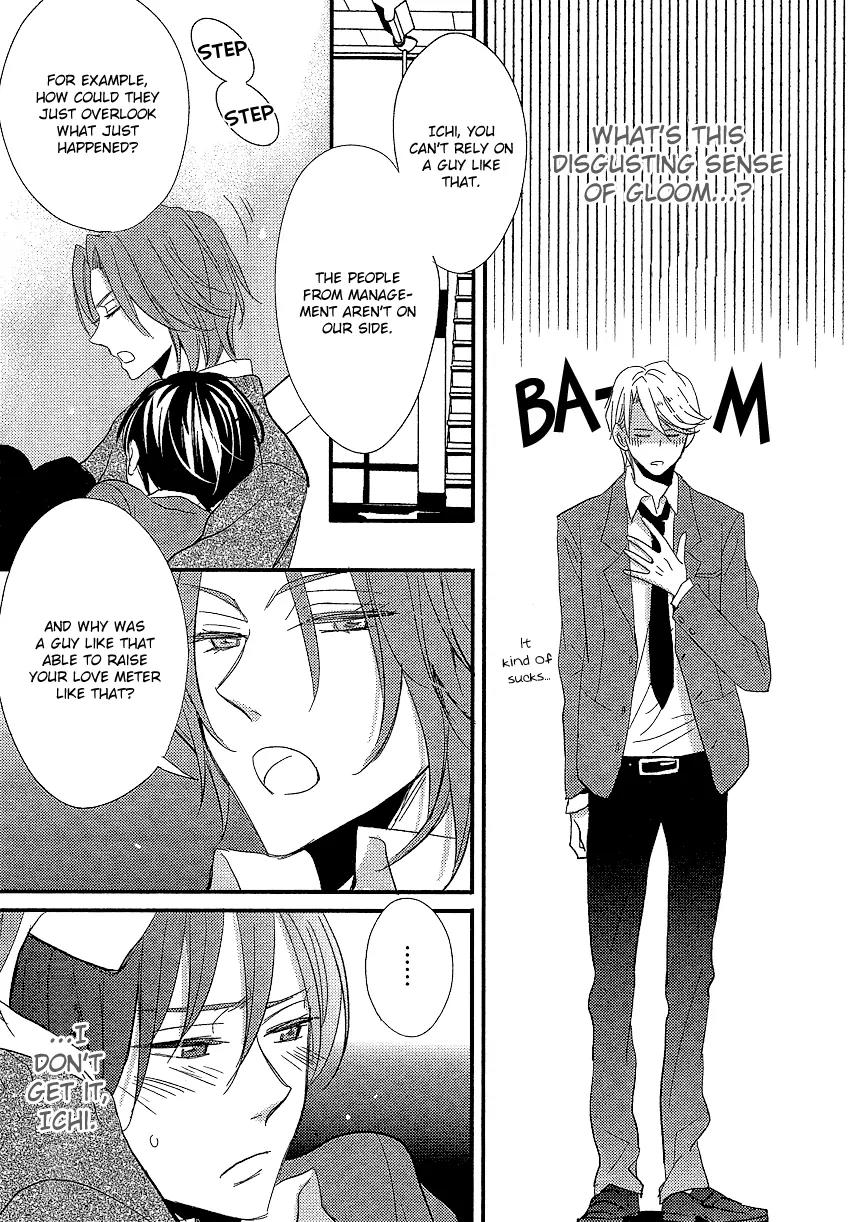 WHAT'S THIS
DISGUSTING SENSE
OF GLOOM...?
BA-
M
It
kind of
sucks...
STEP
STEP
ICHI, YOU
CAN'T RELY ON
A GUY LIKE
THAT.
THE PEOPLE
FROM MANAGE-
MENT AREN'T ON
OUR SIDE.
FOR EXAMPLE,
HOW COULD THEY
JUST OVERLOOK
WHAT JUST
HAPPENED?
AND WHY WAS
A GUY LIKE THAT
ABLE TO RAISE
YOUR LOVE METER
LIKE THAT?
......
...I
DON'T
GET IT,
ICHI.